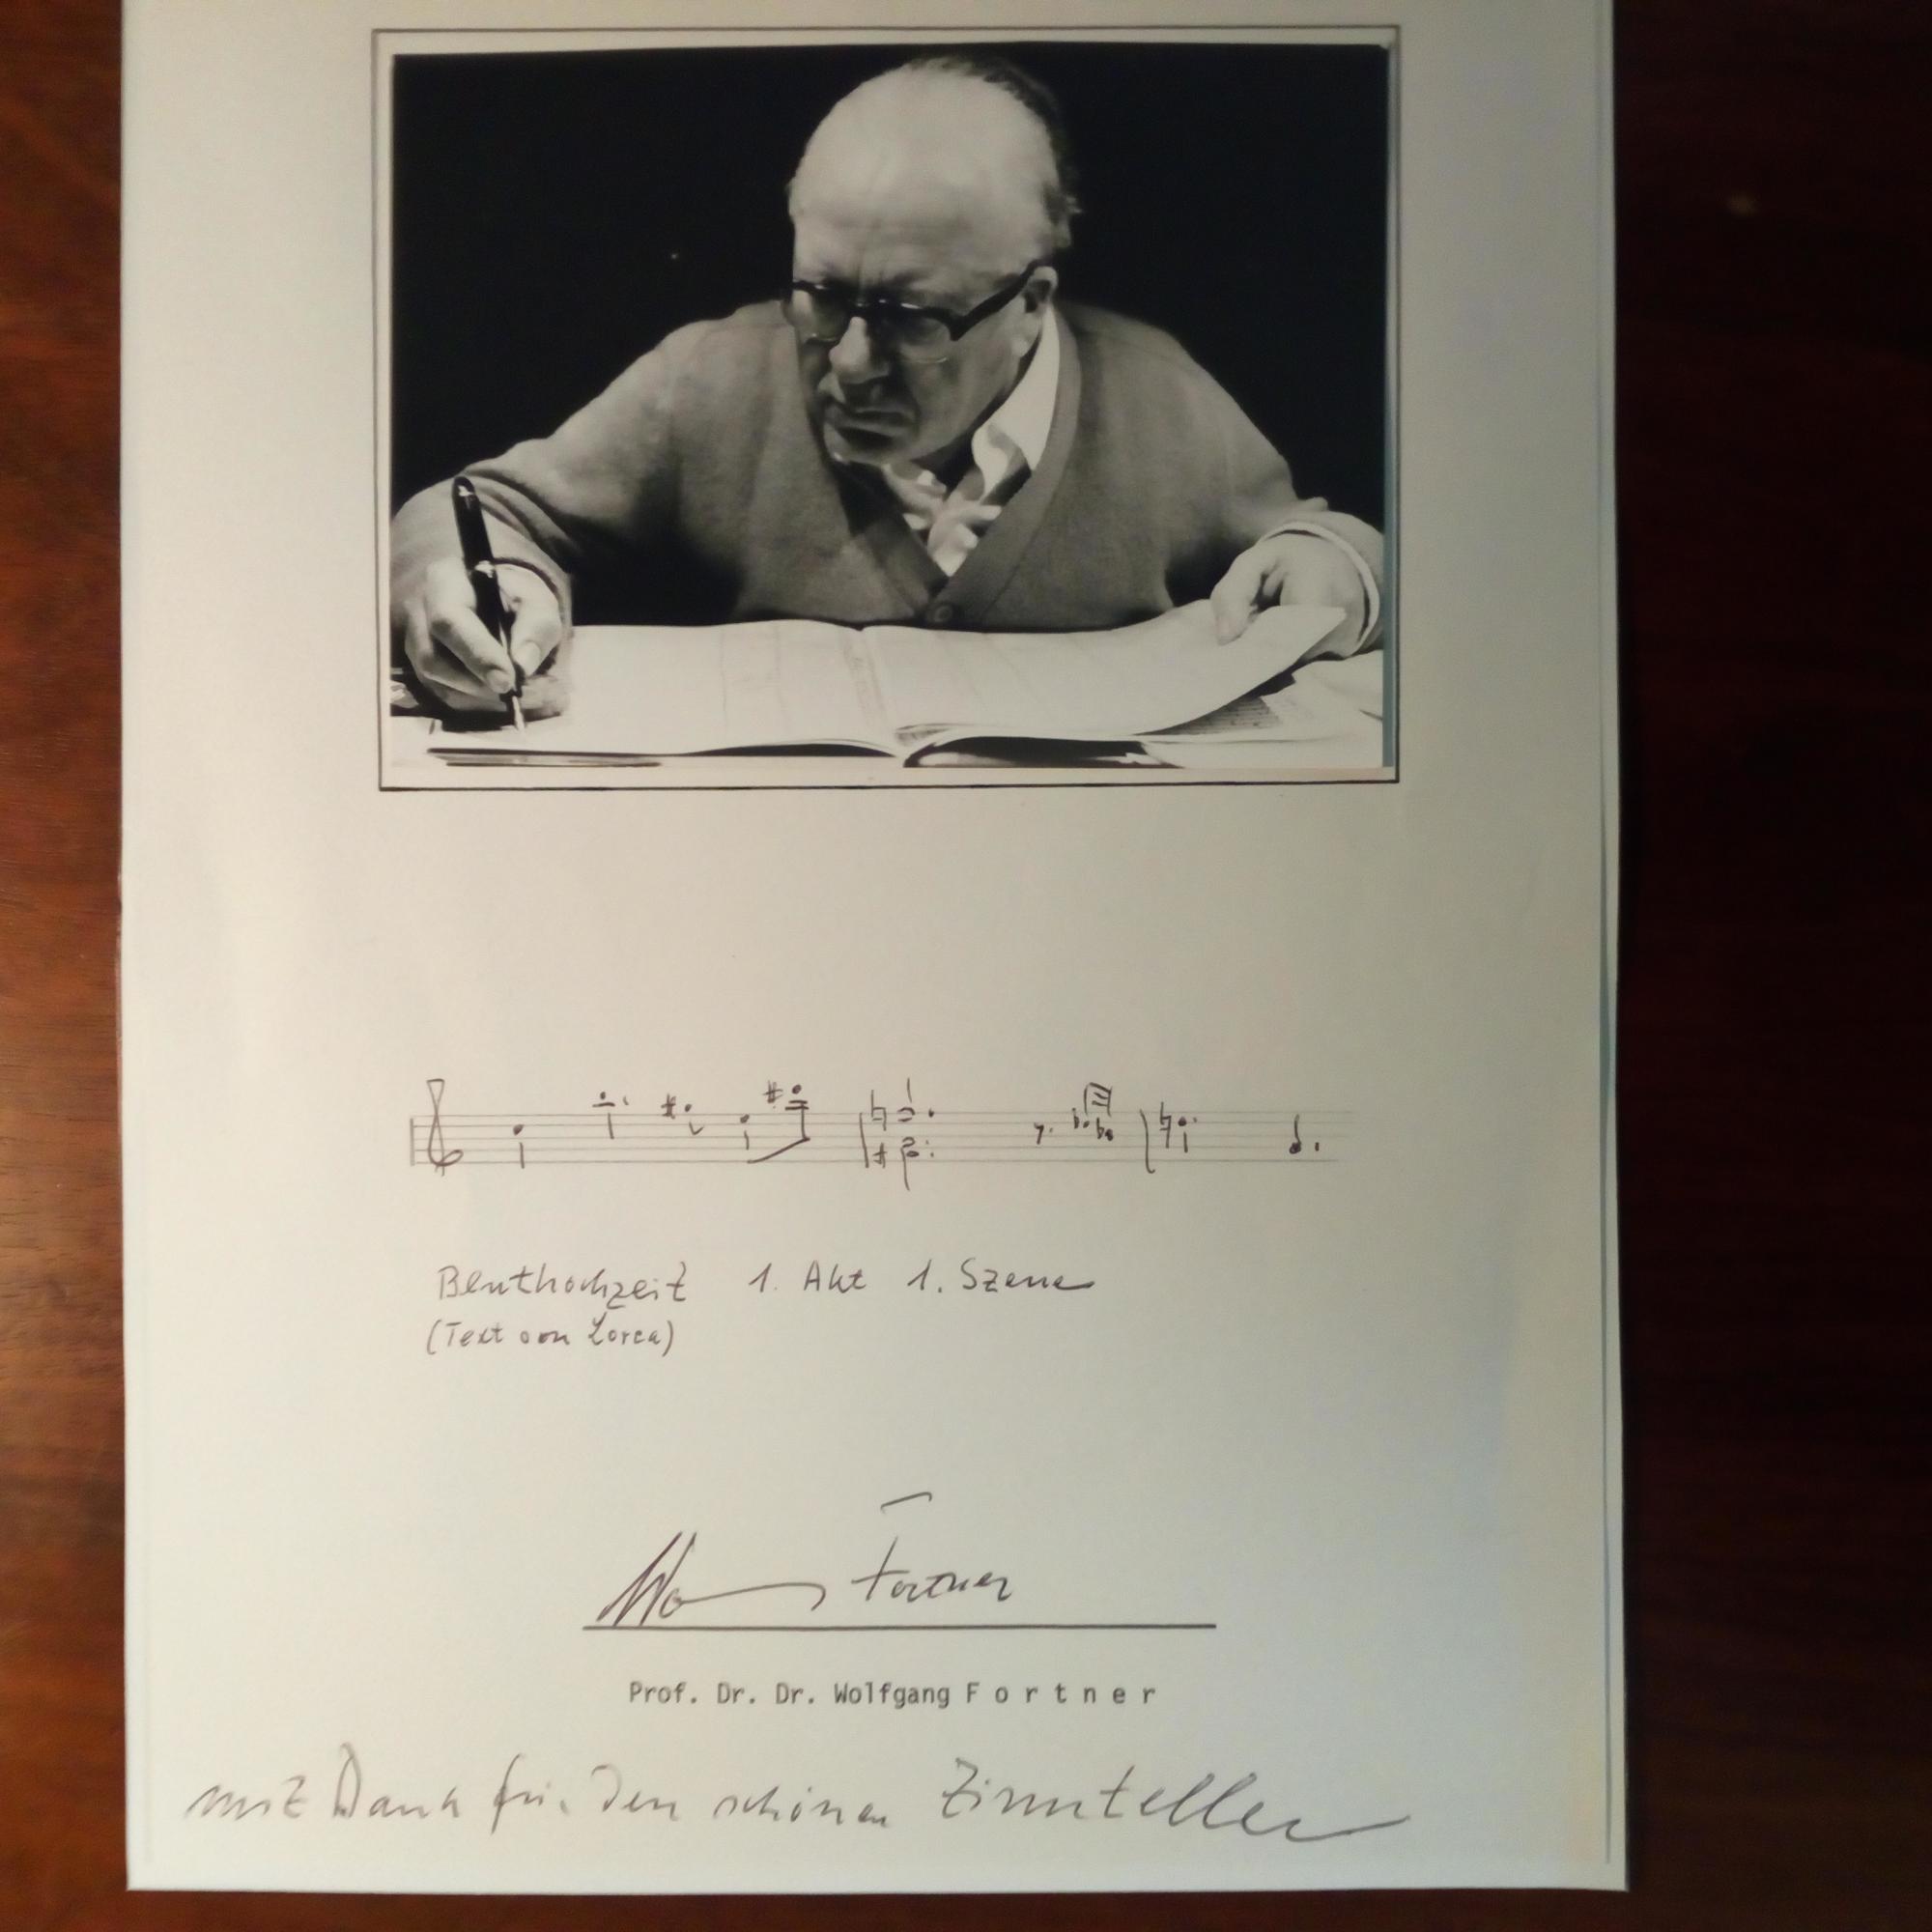 Bluthochzeit 1. Akt 1. Szene
(Text von Lorca)
Fortner
Prof. Dr. Dr. Wolfgang F o r t n e r
mit Dank für den schönen Zinnteller